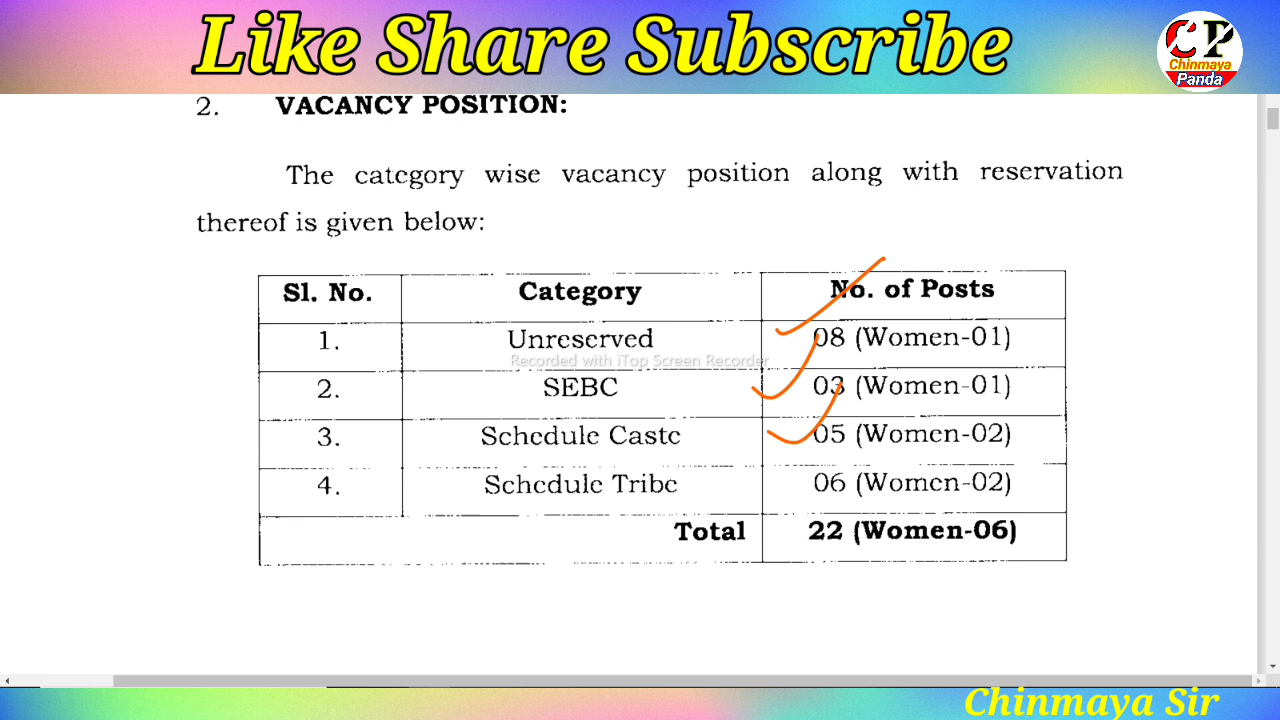 Like Share Subscribe
CP
Chinmaya
Panda
2. VACANCY POSITION:
The category wise vacancy position along with reservation
thereof is given below:
Sl. No. Category No. of Posts
1. Unreserved 08 (Women-01)
Recorded with iTop Screen Recorder
2. SEBC 03 (Women-01)
3. Schedule Caste 05 (Women-02)
4. Schedule Tribe 06 (Women-02)
Total 22 (Women-06)
Chinmaya Sir